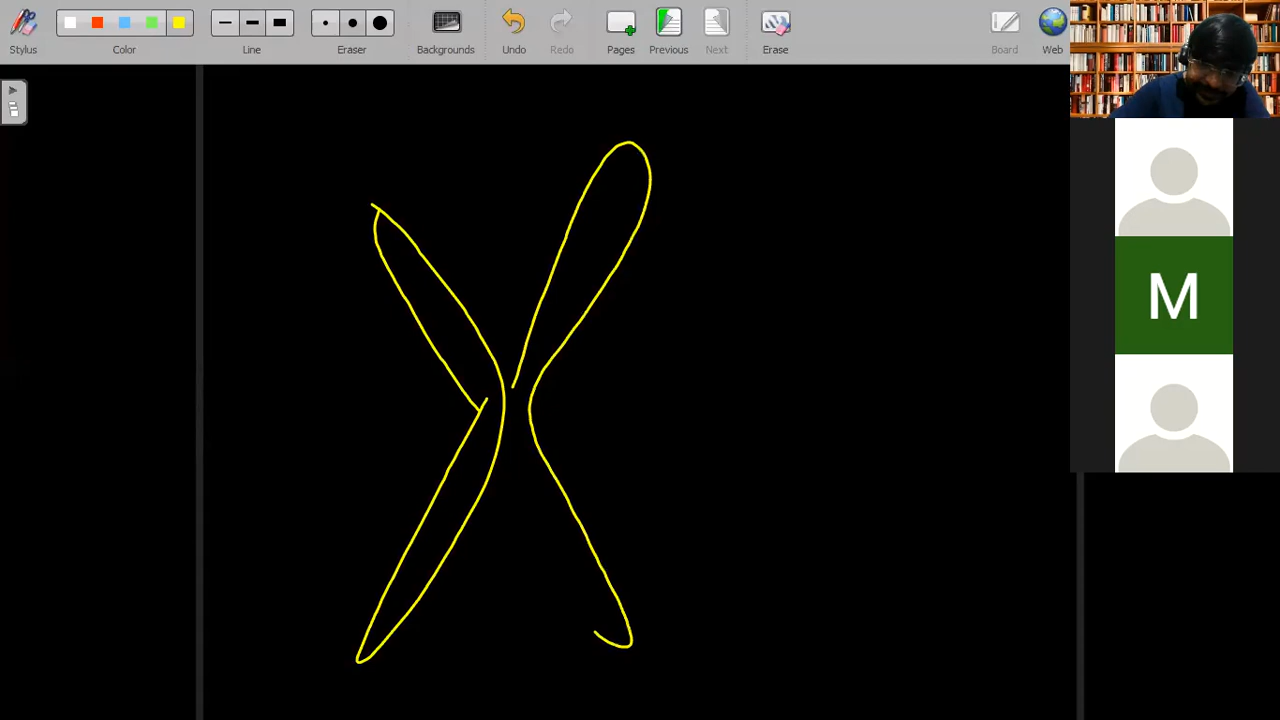 Stylus
Color
Line
Eraser
Backgrounds
Undo
Redo
Pages
Previous
Next
Erase
Board
Web
M